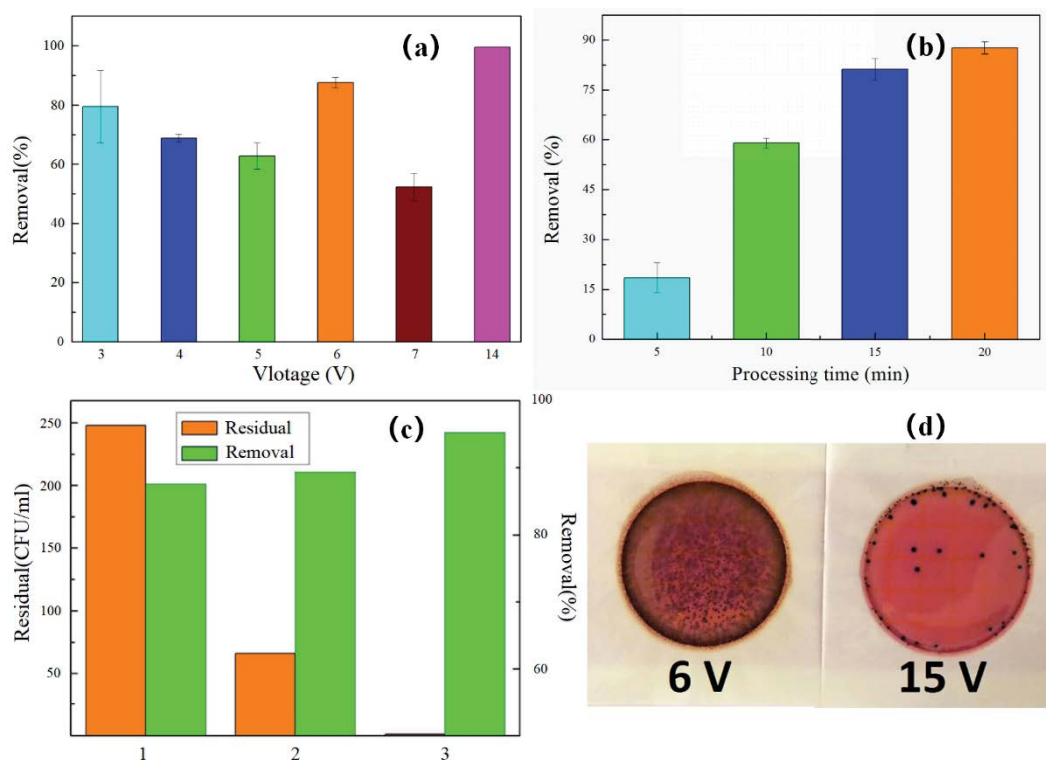 (a)
Removal(%)
100
80
60
40
20
0
3 4 5 6 7 14
Vlotage (V)
(b)
Removal (%)
90
75
60
45
30
15
0
5 10 15 20
Processing time (min)
(c)
Residual
Removal
Residual(CFU/ml)
250
200
150
100
50
1 2 3
100
80
60
Removal(%)
(d)
6 V 15 V